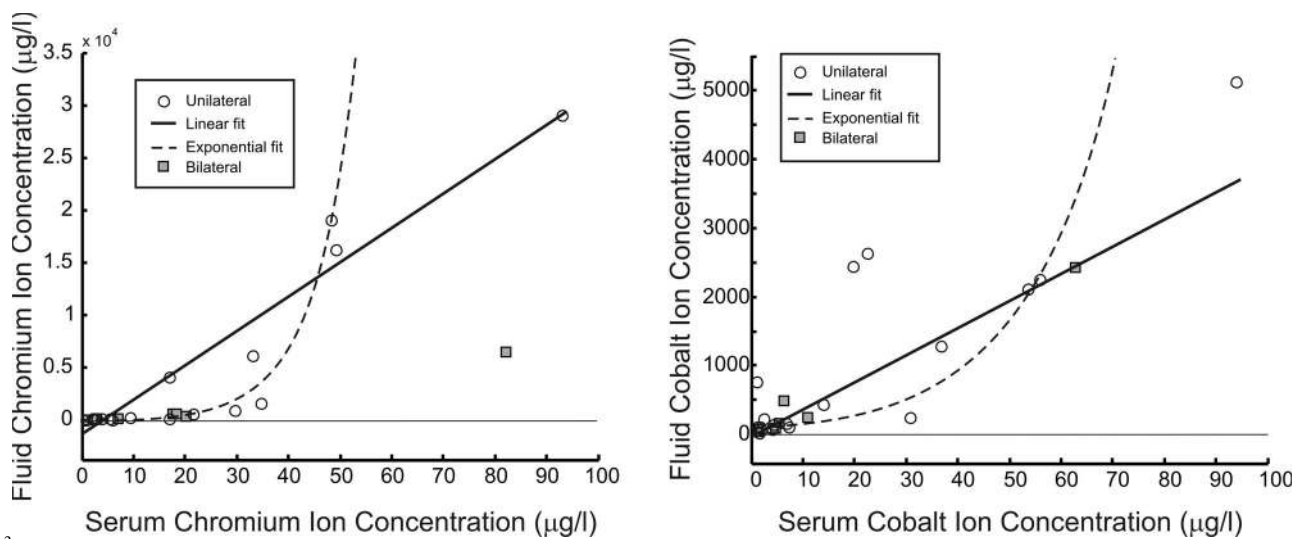 x 10⁴
3.5
3
2.5
2
1.5
1
0.5
0
0 10 20 30 40 50 60 70 80 90 100
Fluid Chromium Ion Concentration (μg/l)
Serum Chromium Ion Concentration (μg/l)
Unilateral
Linear fit
Exponential fit
Bilateral
5000
4000
3000
2000
1000
0
0 10 20 30 40 50 60 70 80 90 100
Fluid Cobalt Ion Concentration (μg/l)
Serum Cobalt Ion Concentration (μg/l)
Unilateral
Linear fit
Exponential fit
Bilateral